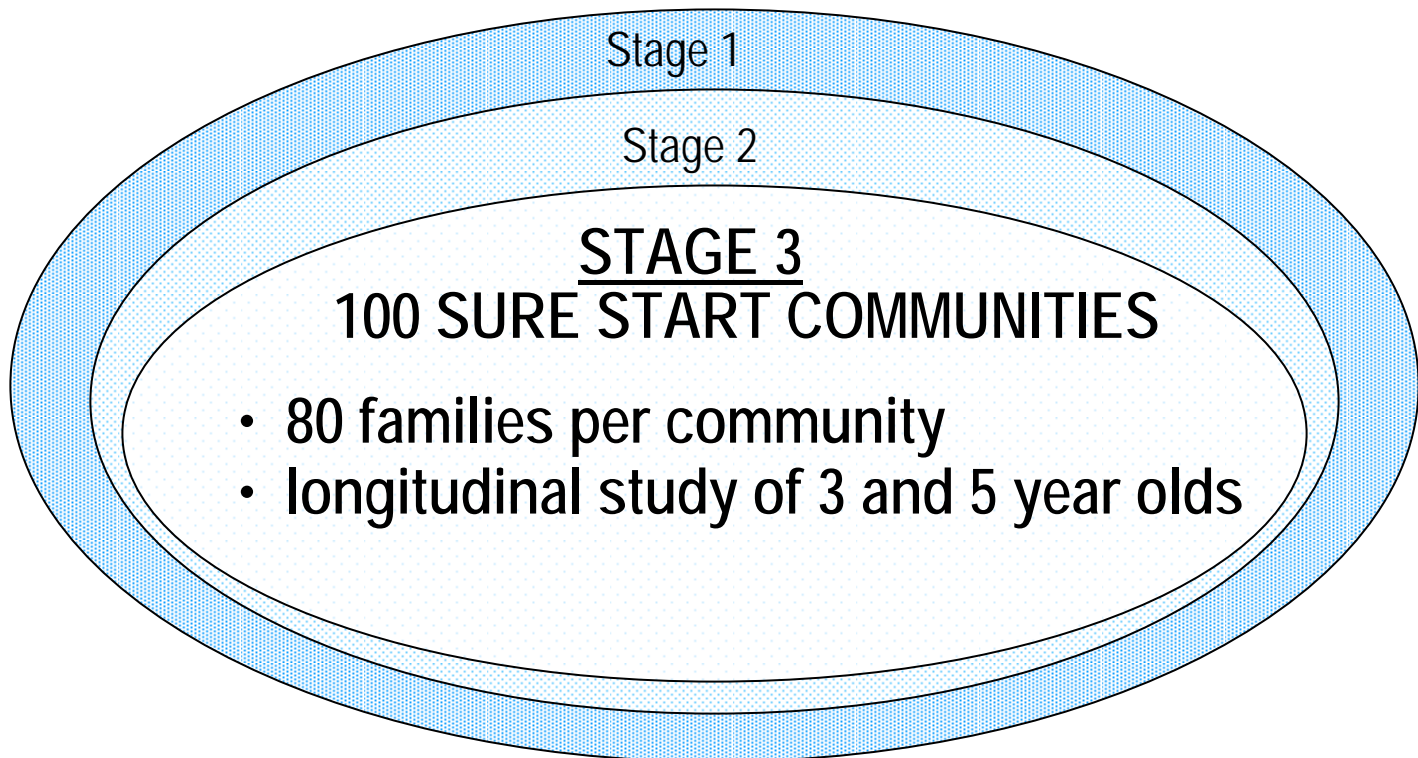 Stage 1
Stage 2
STAGE 3
100 SURE START COMMUNITIES
• 80 families per community
• longitudinal study of 3 and 5 year olds